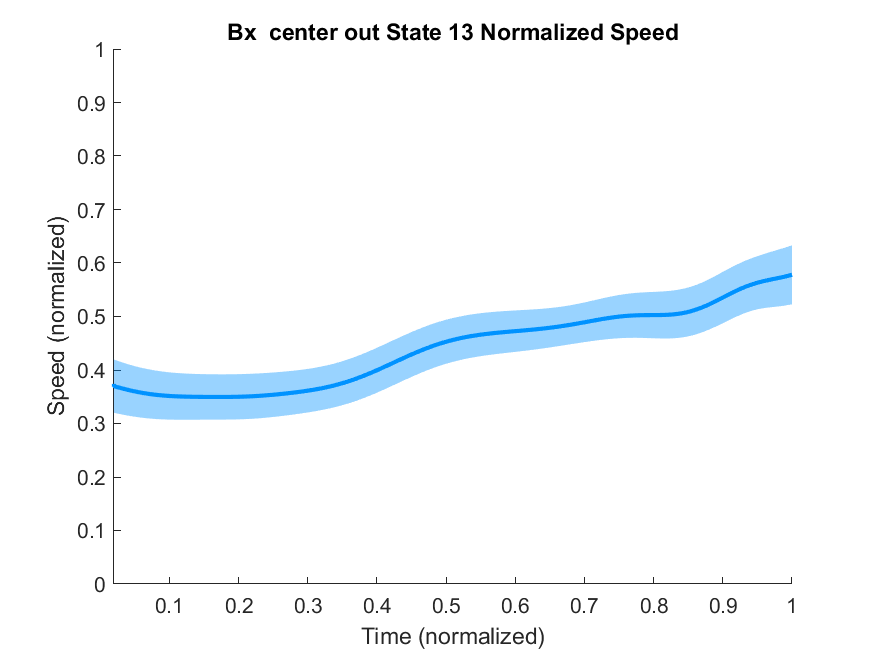 Bx  center out State 13 Normalized Speed
1
0.9
0.8
0.7
0.6
0.5
0.4
0.3
0.2
0.1
0
Speed (normalized)
0.1 0.2 0.3 0.4 0.5 0.6 0.7 0.8 0.9 1
Time (normalized)